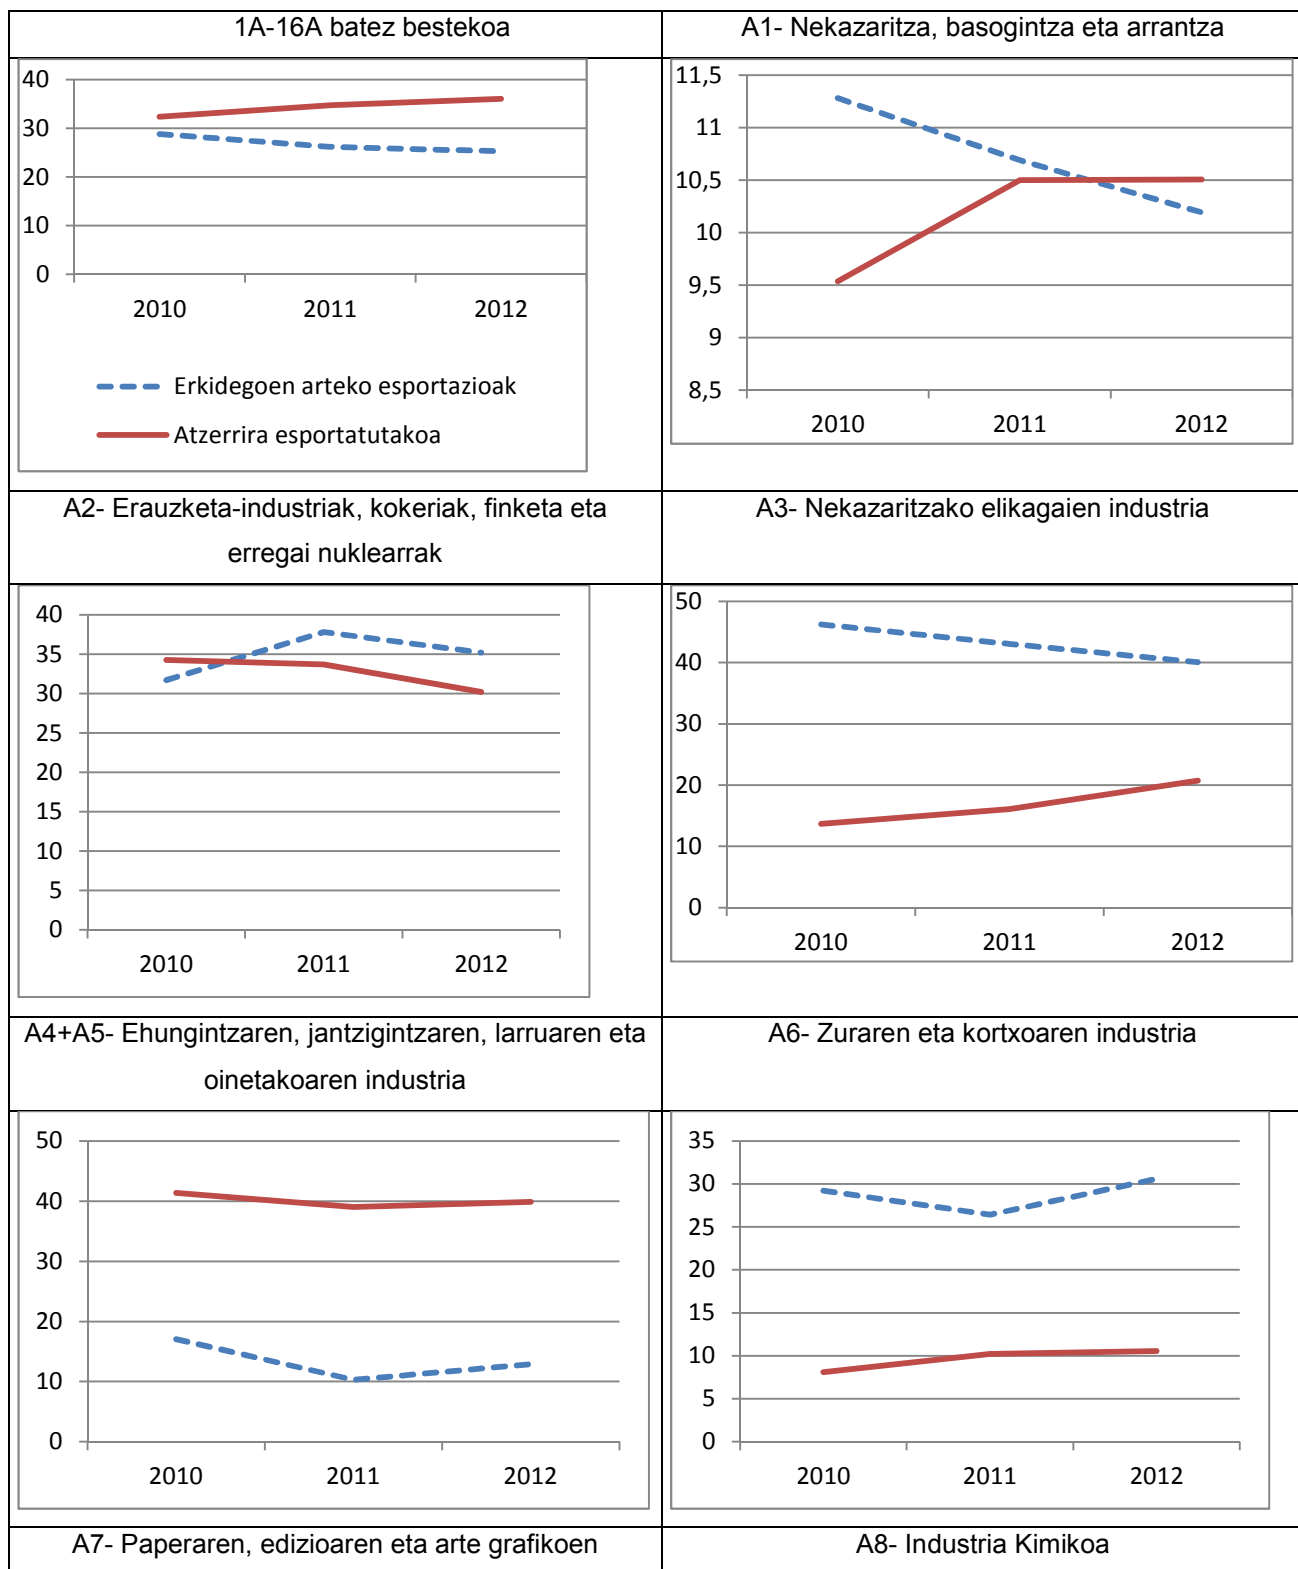 1A-16A batez bestekoa
A1- Nekazaritza, basogintza eta arrantza
40
30
20
10
0
2010 2011 2012
Erkidegoen arteko esportazioak
Atzerrira esportatutakoa
11,5
11
10,5
10
9,5
9
8,5
2010 2011 2012
A2- Erauzketa-industriak, kokeriak, finketa eta
erregai nuklearrak
A3- Nekazaritzako elikagaien industria
40
35
30
25
20
15
10
5
0
2010 2011 2012
50
40
30
20
10
0
2010 2011 2012
A4+A5- Ehungintzaren, jantzigintzaren, larruaren eta
oinetakoaren industria
A6- Zuraren eta kortxoaren industria
50
40
30
20
10
0
2010 2011 2012
35
30
25
20
15
10
5
0
2010 2011 2012
A7- Paperaren, edizioaren eta arte grafikoen
A8- Industria Kimikoa